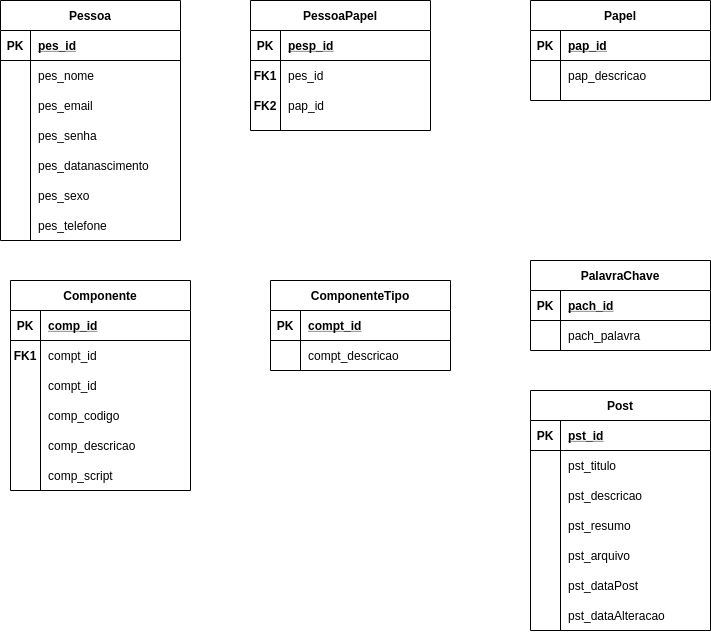 Pessoa
PK pes_id
pes_nome
pes_email
pes_senha
pes_datanascimento
pes_sexo
pes_telefone
PessoaPapel
PK pesp_id
FK1 pes_id
FK2 pap_id
Papel
PK pap_id
pap_descricao
Componente
PK comp_id
FK1 compt_id
compt_id
comp_codigo
comp_descricao
comp_script
ComponenteTipo
PK compt_id
compt_descricao
PalavraChave
PK pach_id
pach_palavra
Post
PK pst_id
pst_titulo
pst_descricao
pst_resumo
pst_arquivo
pst_dataPost
pst_dataAlteracao